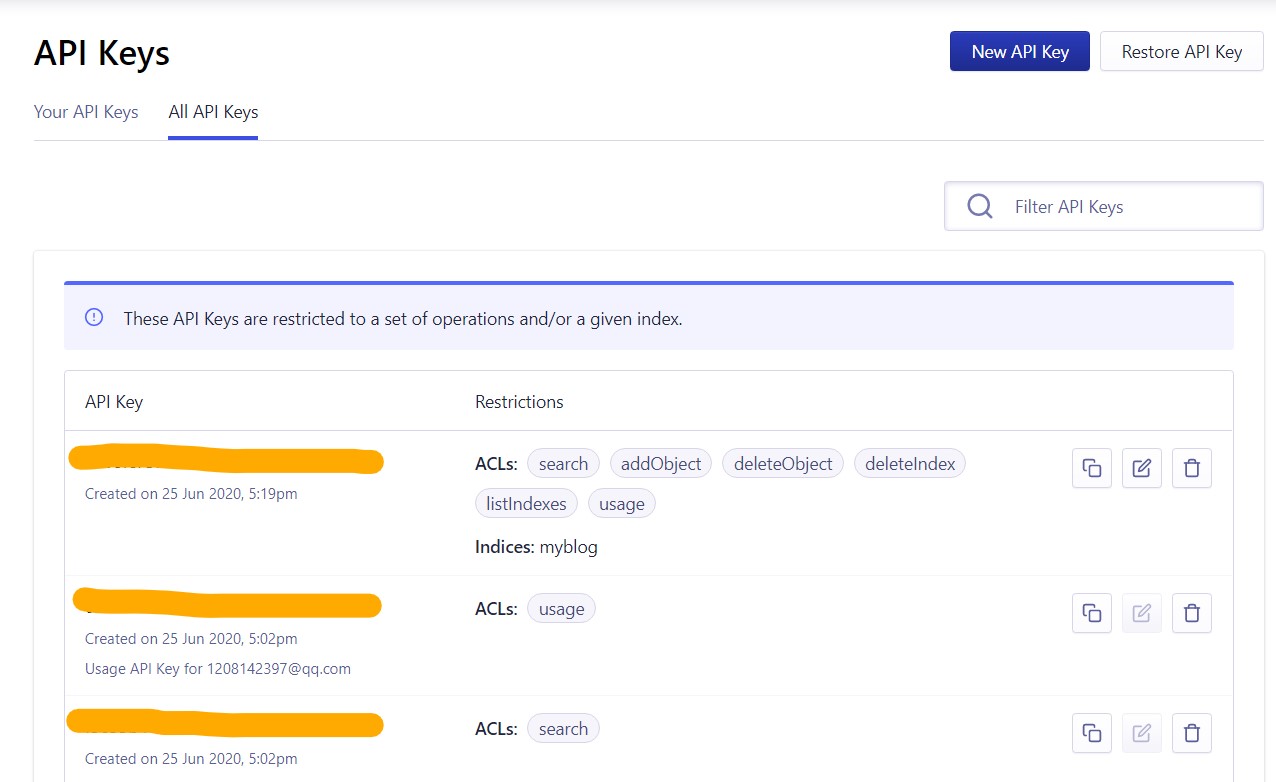 API Keys
New API Key
Restore API Key
Your API Keys
All API Keys
Filter API Keys
These API Keys are restricted to a set of operations and/or a given index.
API Key
Restrictions
ACLs: search addObject deleteObject deleteIndex
Created on 25 Jun 2020, 5:19pm
listIndexes usage
Indices: myblog
ACLs: usage
Created on 25 Jun 2020, 5:02pm
Usage API Key for 1208142397@qq.com
ACLs: search
Created on 25 Jun 2020, 5:02pm